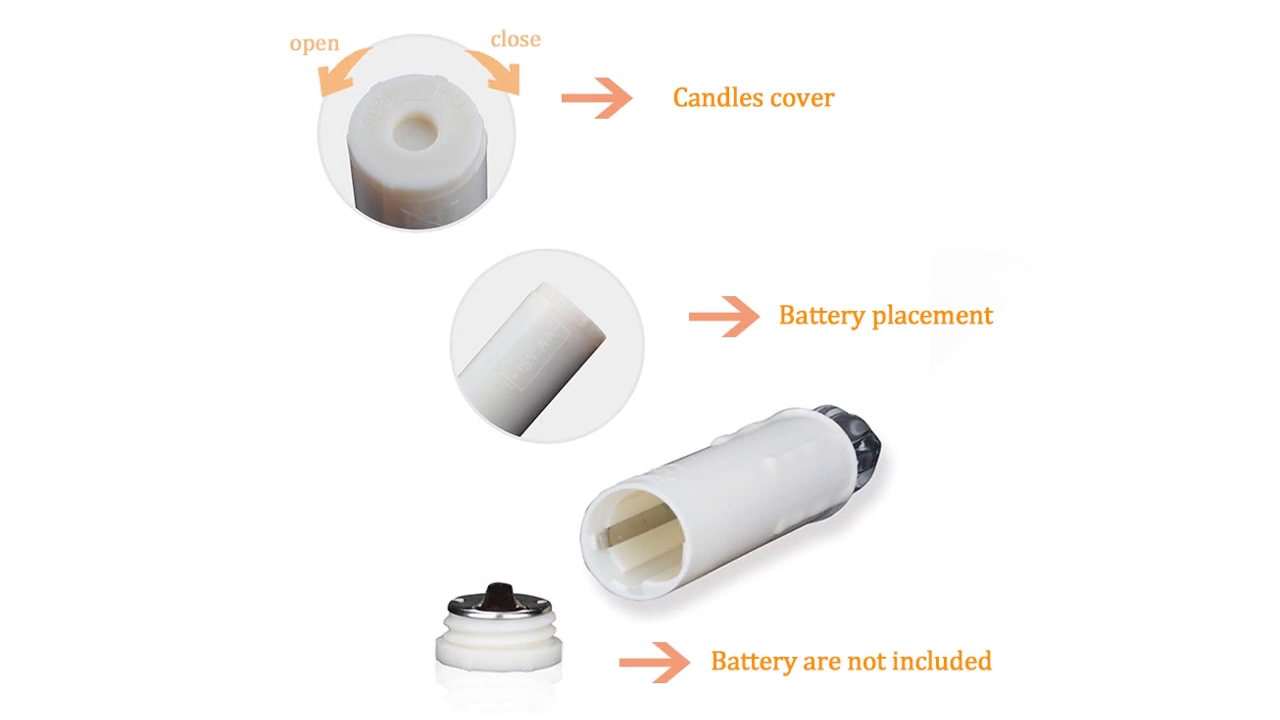 open
close
Candles cover
Battery placement
Battery are not included